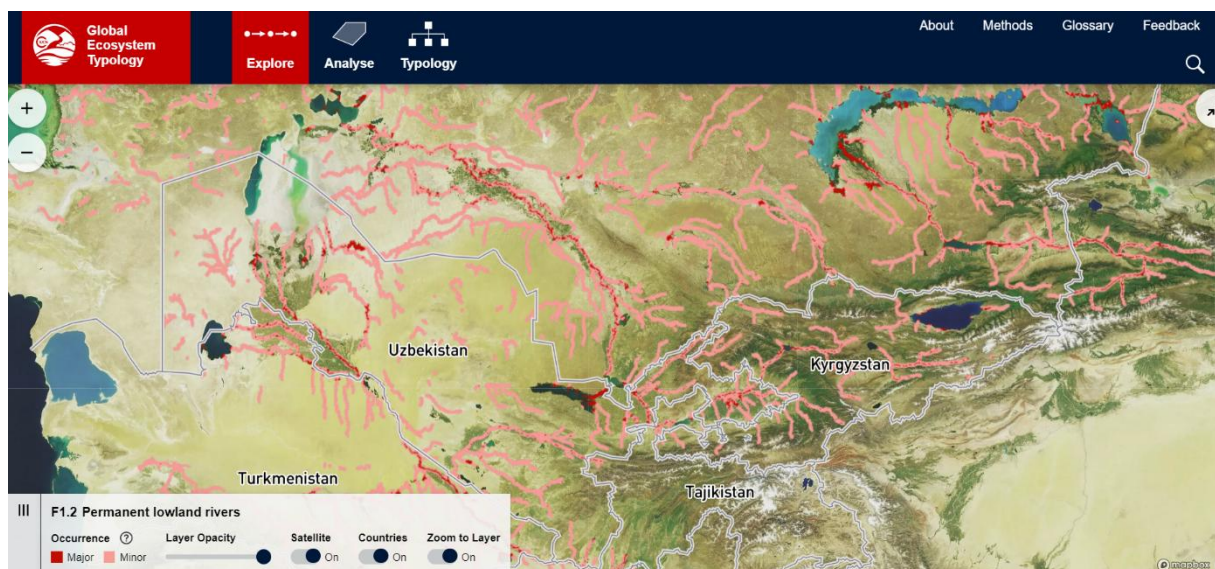 Global
Ecosystem
Typology
Explore
Analyse
Typology
About
Methods
Glossary
Feedback
+
−
Uzbekistan
Kyrgyzstan
Turkmenistan
Tajikistan
F1.2 Permanent lowland rivers
Occurrence ? Layer Opacity Satellite Countries Zoom to Layer
Major Minor On On On
mapbox